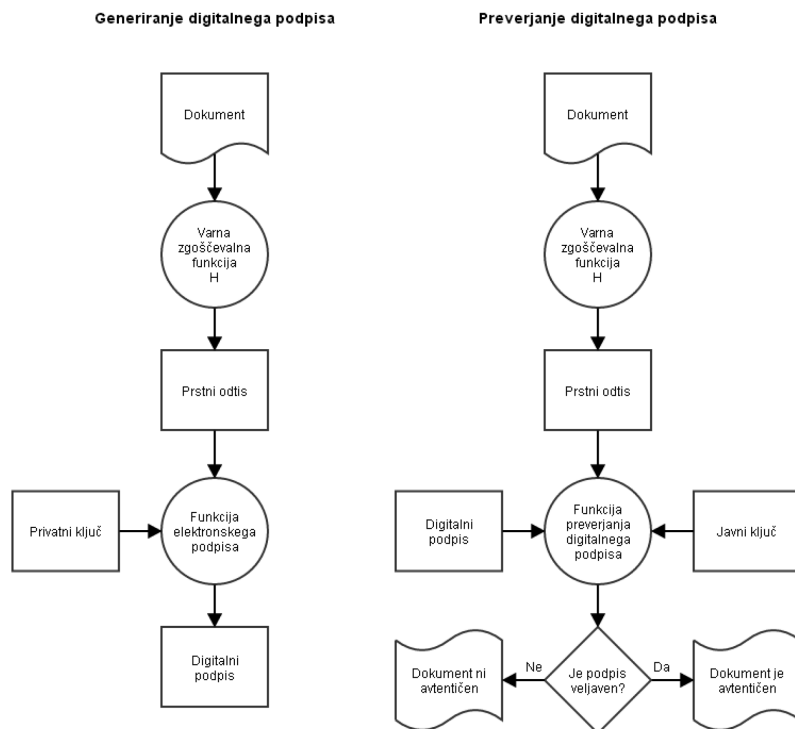 Generiranje digitalnega podpisa
Dokument
Varna
zgoščevalna
funkcija
H
Prstni odtis
Privatni ključ
Funkcija
elektronskega
podpisa
Digitalni
podpis
Preverjanje digitalnega podpisa
Dokument
Varna
zgoščevalna
funkcija
H
Prstni odtis
Digitalni
podpis
Funkcija
preverjanja
digitalnega
podpisa
Javni ključ
Dokument ni
avtentičen
Ne
Je podpis
veljaven?
Da
Dokument je
avtentičen